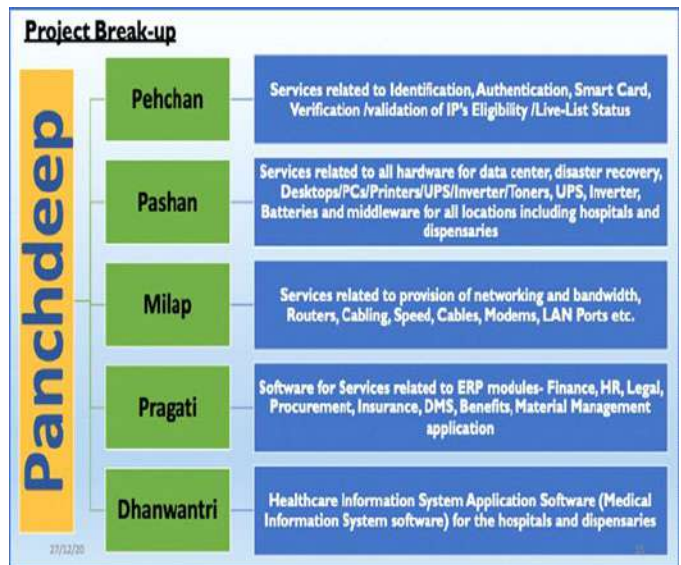 Project Break-up
Panchdeep
Pehchan
Services related to Identification, Authentication, Smart Card,
Verification /validation of IP's Eligibility /Live-List Status
Pashan
Services related to all hardware for data center, disaster recovery,
Desktops/PCs/Printers/UPS/Inverter/Toners, UPS, Inverter,
Batteries and middleware for all locations including hospitals and
dispensaries
Milap
Services related to provision of networking and bandwidth,
Routers, Cabling, Speed, Cables, Modems, LAN Ports etc.
Pragati
Software for Services related to ERP modules- Finance, HR, Legal,
Procurement, Insurance, DMS, Benefits, Material Management
application
Dhanwantri
Healthcare Information System Application Software (Medical
Information System software) for the hospitals and dispensaries
27/12/20